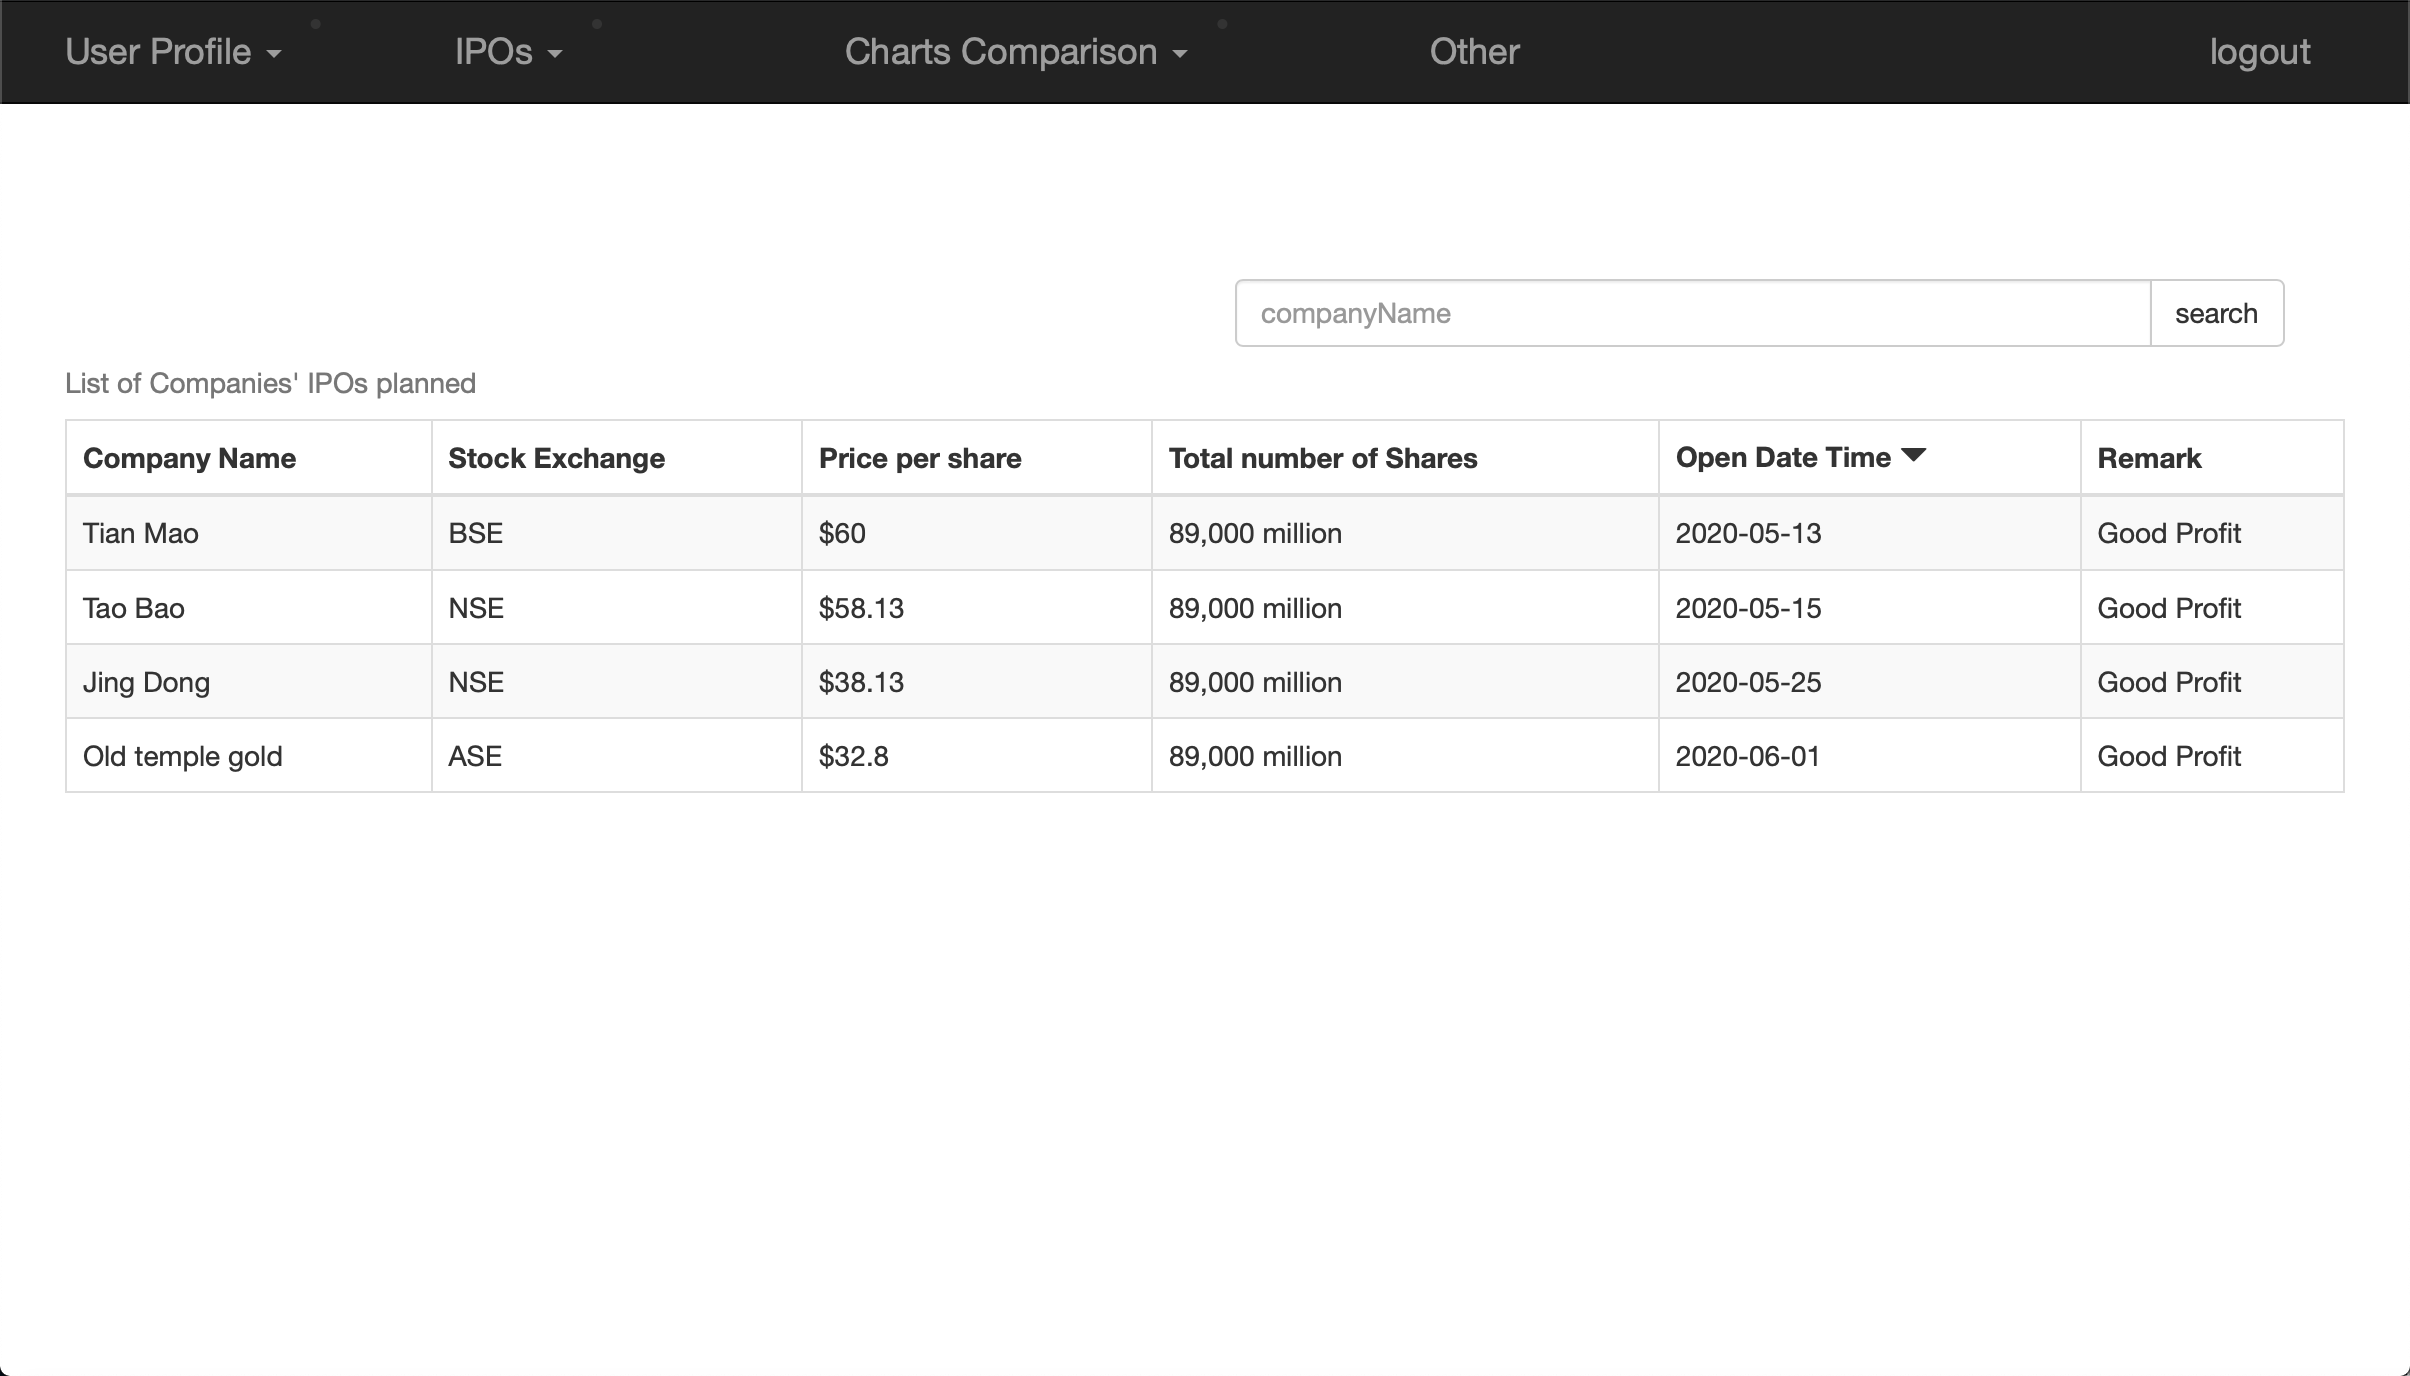 User Profile IPOs Charts Comparison Other logout
companyName search
List of Companies' IPOs planned
Company Name Stock Exchange Price per share Total number of Shares Open Date Time Remark
Tian Mao BSE $60 89,000 million 2020-05-13 Good Profit
Tao Bao NSE $58.13 89,000 million 2020-05-15 Good Profit
Jing Dong NSE $38.13 89,000 million 2020-05-25 Good Profit
Old temple gold ASE $32.8 89,000 million 2020-06-01 Good Profit